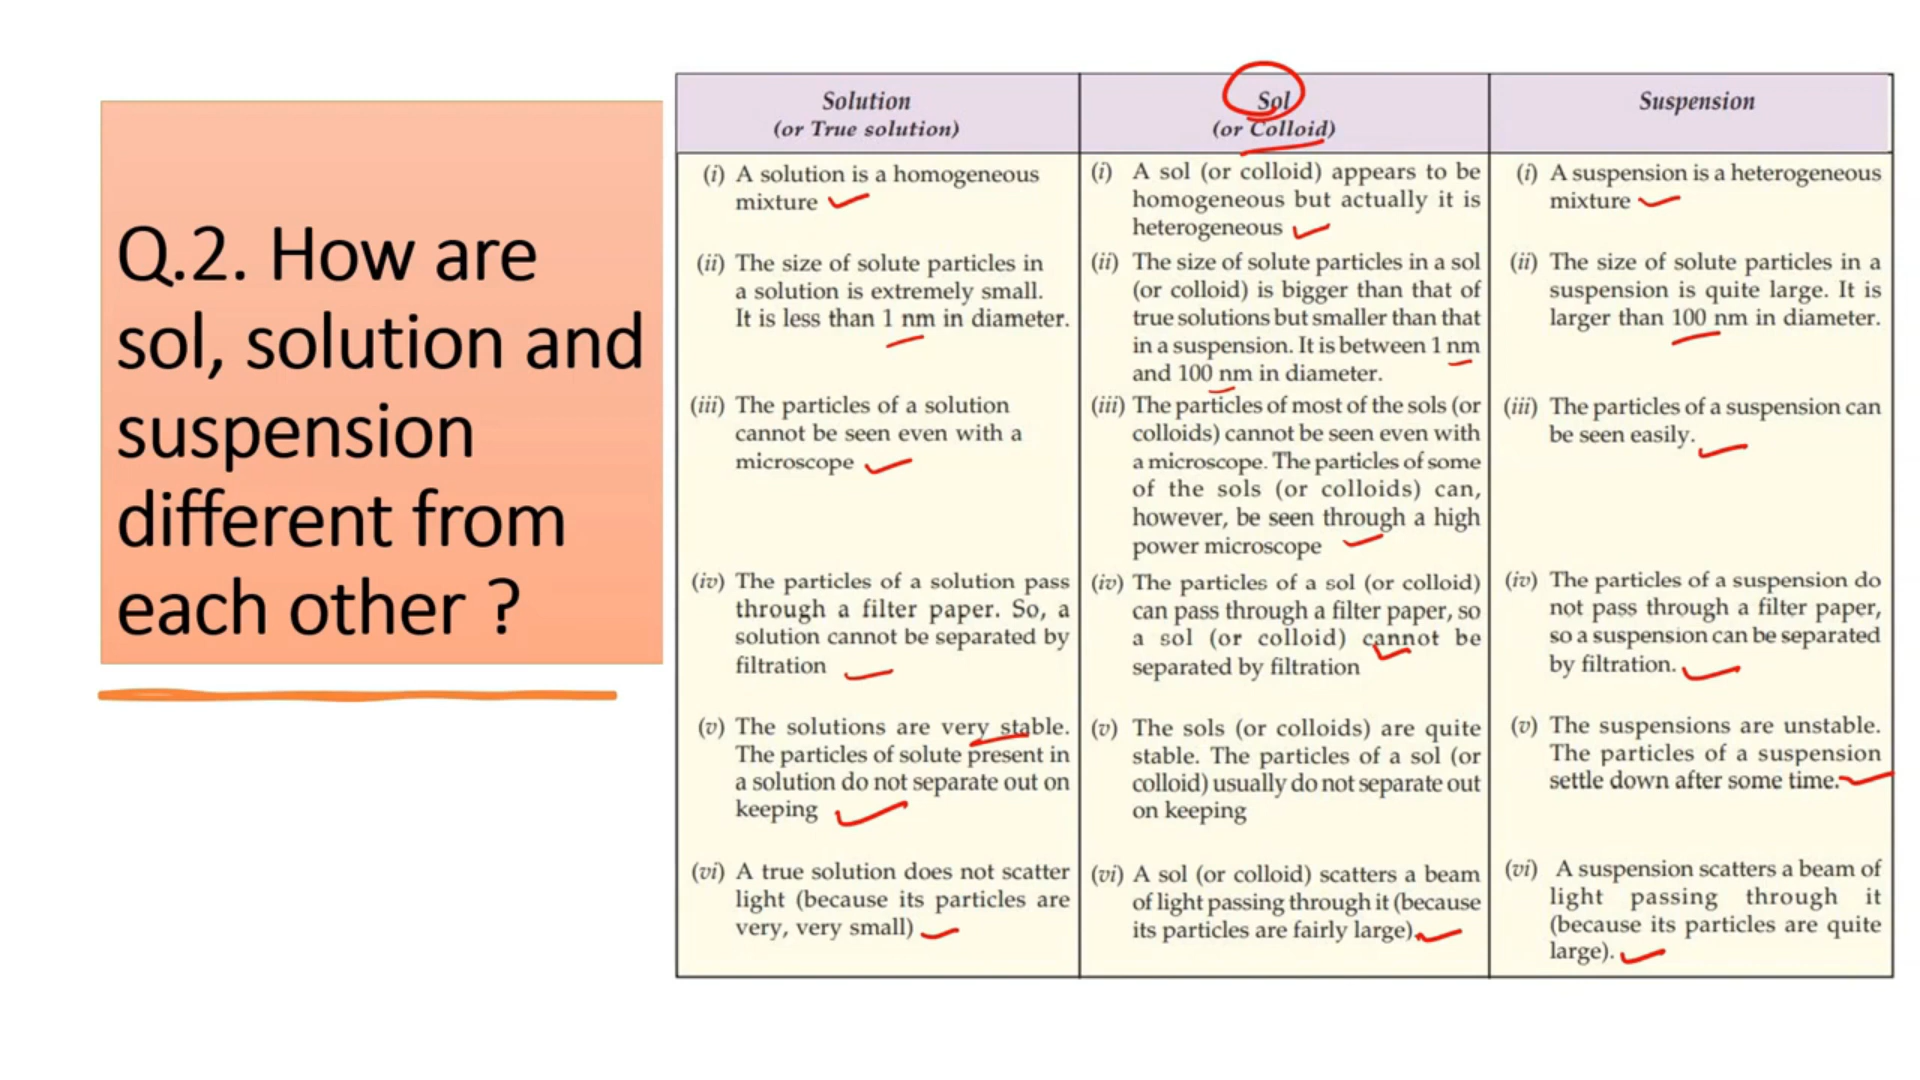 Q.2. How are
sol, solution and
suspension
different from
each other ?
Solution
(or True solution)
(i) A solution is a homogeneous
mixture
(ii) The size of solute particles in
a solution is extremely small.
It is less than 1 nm in diameter.
(iii) The particles of a solution
cannot be seen even with a
microscope
(iv) The particles of a solution pass
through a filter paper. So, a
solution cannot be separated by
filtration
(v) The solutions are very stable.
The particles of solute present in
a solution do not separate out on
keeping
(vi) A true solution does not scatter
light (because its particles are
very, very small)
Sol
(or Colloid)
(i) A sol (or colloid) appears to be
homogeneous but actually it is
heterogeneous
(ii) The size of solute particles in a sol
(or colloid) is bigger than that of
true solutions but smaller than that
in a suspension. It is between 1 nm
and 100 nm in diameter.
(iii) The particles of most of the sols (or
colloids) cannot be seen even with
a microscope. The particles of some
of the sols (or colloids) can,
however, be seen through a high
power microscope
(iv) The particles of a sol (or colloid)
can pass through a filter paper, so
a sol (or colloid) cannot be
separated by filtration
(v) The sols (or colloids) are quite
stable. The particles of a sol (or
colloid) usually do not separate out
on keeping
(vi) A sol (or colloid) scatters a beam
of light passing through it (because
its particles are fairly large).
Suspension
(i) A suspension is a heterogeneous
mixture
(ii) The size of solute particles in a
suspension is quite large. It is
larger than 100 nm in diameter.
(iii) The particles of a suspension can
be seen easily.
(iv) The particles of a suspension do
not pass through a filter paper,
so a suspension can be separated
by filtration.
(v) The suspensions are unstable.
The particles of a suspension
settle down after some time.
(vi) A suspension scatters a beam of
light passing through it
(because its particles are quite
large).